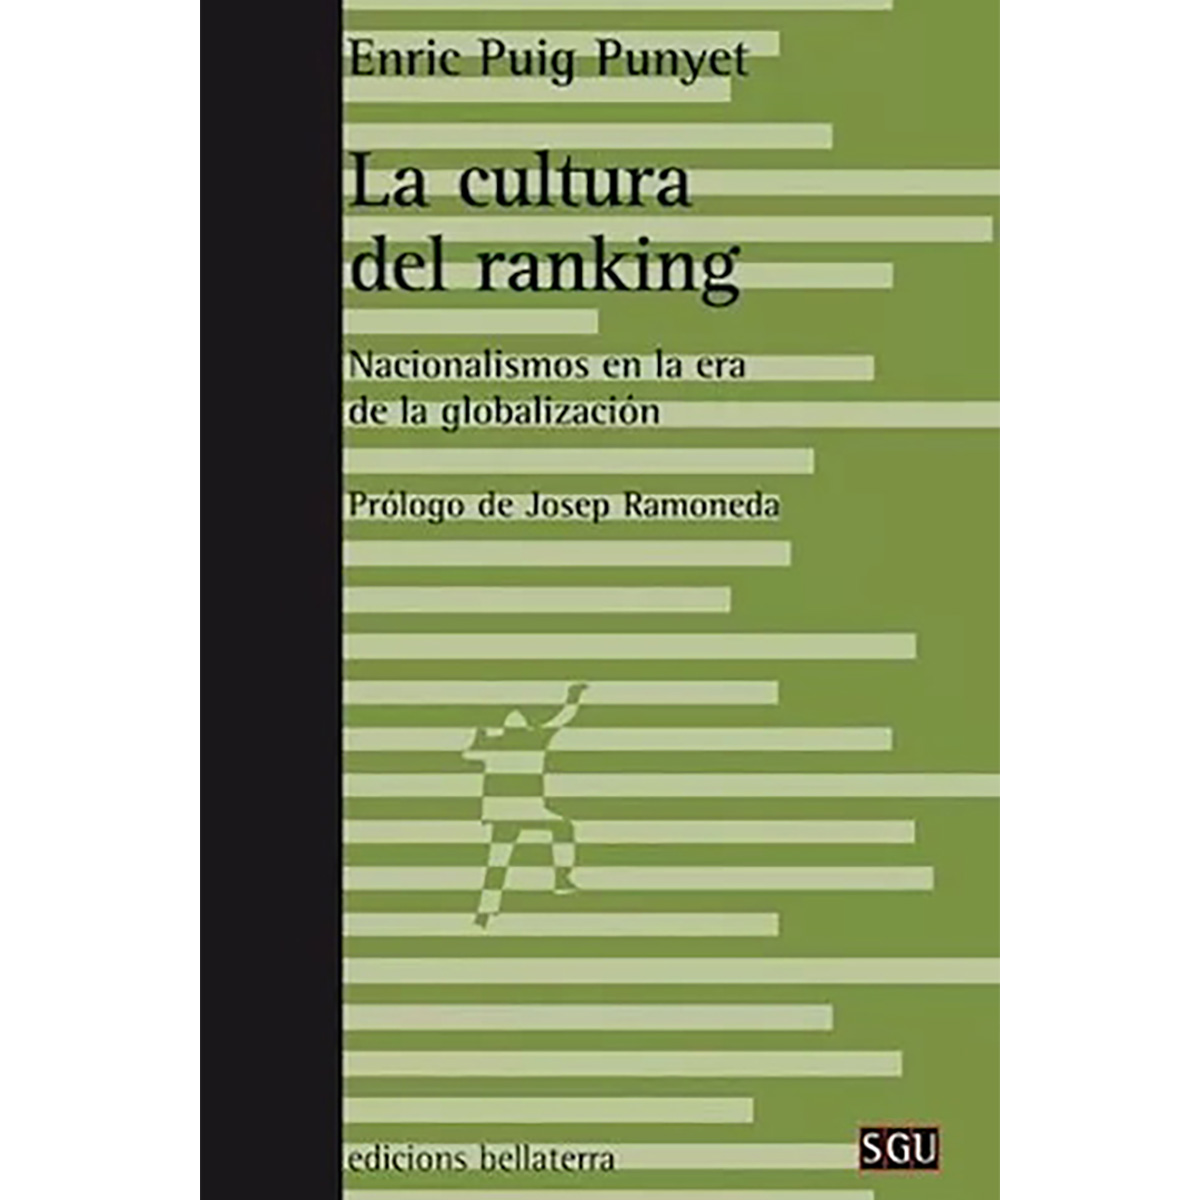 Enric Puig Punyet
La cultura
del ranking
Nacionalismos en la era
de la globalización
Prólogo de Josep Ramoneda
edicions bellaterra
SGU